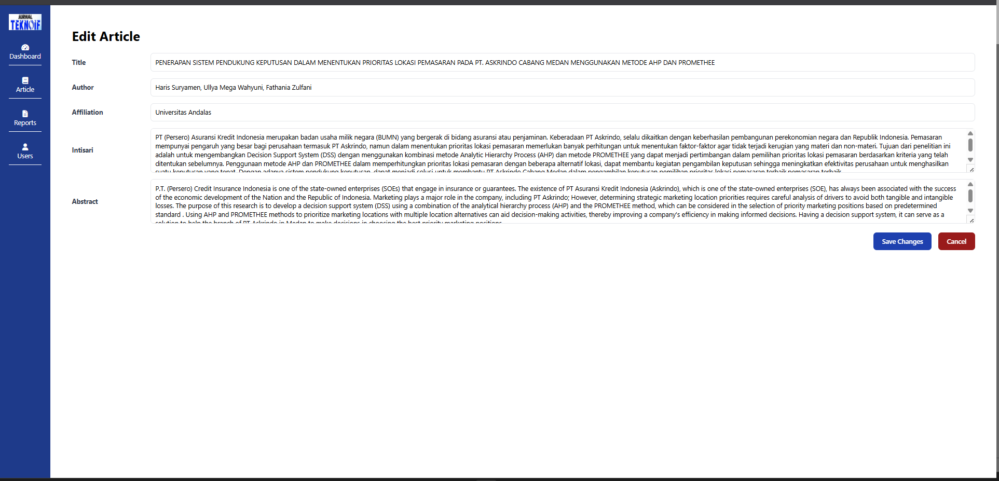 JURNAL
TEKNOIF
Dashboard
Article
Reports
Users
Edit Article
Title
PENERAPAN SISTEM PENDUKUNG KEPUTUSAN DALAM MENENTUKAN PRIORITAS LOKASI PEMASARAN PADA PT. ASKRINDO CABANG MEDAN MENGGUNAKAN METODE AHP DAN PROMETHEE
Author
Haris Suryamen, Ullya Mega Wahyuni, Fathania Zulfani
Affiliation
Universitas Andalas
Intisari
PT (Persero) Asuransi Kredit Indonesia merupakan badan usaha milik negara (BUMN) yang bergerak di bidang asuransi atau penjaminan. Keberadaan PT Askrindo, selalu dikaitkan dengan keberhasilan pembangunan perekonomian negara dan Republik Indonesia. Pemasaran
mempunyai pengaruh yang besar bagi perusahaan termasuk PT Askrindo, namun dalam menentukan prioritas lokasi pemasaran memerlukan banyak perhitungan untuk menentukan faktor-faktor agar tidak terjadi kerugian yang materi dan non-materi. Tujuan dari penelitian ini
adalah untuk mengembangkan Decision Support System (DSS) dengan menggunakan kombinasi metode Analytic Hierarchy Process (AHP) dan metode PROMETHEE yang dapat menjadi pertimbangan dalam pemilihan prioritas lokasi pemasaran berdasarkan kriteria yang telah
ditentukan sebelumnya. Penggunaan metode AHP dan PROMETHEE dalam memperhitungkan prioritas lokasi pemasaran dengan beberapa alternatif lokasi, dapat membantu kegiatan pengambilan keputusan sehingga meningkatkan efektivitas perusahaan untuk menghasilkan
suatu keputusan yang tepat. Dengan adanya sistem pendukung keputusan, dapat menjadi solusi untuk membantu PT Askrindo Cabang Medan dalam pengambilan keputusan pemilihan prioritas lokasi pemasaran terbaik pemasaran terbaik.
Abstract
P.T. (Persero) Credit Insurance Indonesia is one of the state-owned enterprises (SOEs) that engage in insurance or guarantees. The existence of PT Asuransi Kredit Indonesia (Askrindo), which is one of the state-owned enterprises (SOE), has always been associated with the success
of the economic development of the Nation and the Republic of Indonesia. Marketing plays a major role in the company, including PT Askrindo; However, determining strategic marketing location priorities requires careful analysis of drivers to avoid both tangible and intangible
losses. The purpose of this research is to develop a decision support system (DSS) using a combination of the analytical hierarchy process (AHP) and the PROMETHEE method, which can be considered in the selection of priority marketing positions based on predetermined
standard . Using AHP and PROMETHEE methods to prioritize marketing locations with multiple location alternatives can aid decision-making activities, thereby improving a company's efficiency in making informed decisions. Having a decision support system, it can serve as a
solution to help the branch of PT Askrindo in Medan to make decisions in choosing the best priority marketing positions.
Save Changes
Cancel